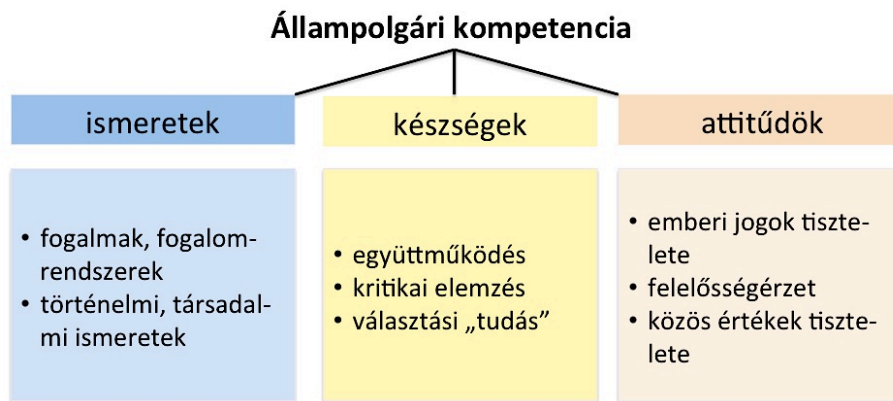 Állampolgári kompetencia
ismeretek
készségek
attitűdök
• fogalmak, fogalom-
rendszerek
• történelmi, társadal-
mi ismeretek
• együttműködés
• kritikai elemzés
• választási „tudás”
• emberi jogok tiszte-
lete
• felelősségérzet
• közös értékek tiszte-
lete